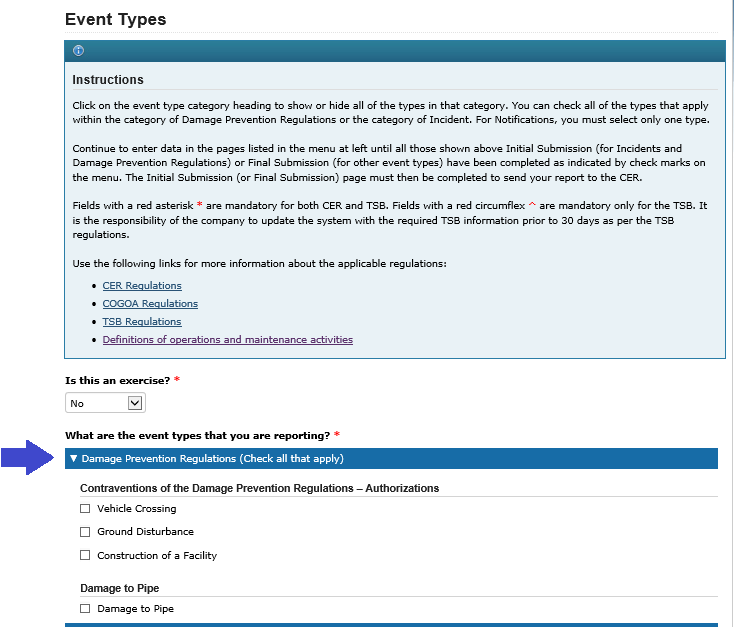 Event Types
Instructions
Click on the event type category heading to show or hide all of the types in that category. You can check all of the types that apply
within the category of Damage Prevention Regulations or the category of Incident. For Notifications, you must select only one type.
Continue to enter data in the pages listed in the menu at left until all those shown above Initial Submission (for Incidents and
Damage Prevention Regulations) or Final Submission (for other event types) have been completed as indicated by check marks on
the menu. The Initial Submission (or Final Submission) page must then be completed to send your report to the CER.
Fields with a red asterisk * are mandatory for both CER and TSB. Fields with a red circumflex ^ are mandatory only for the TSB. It
is the responsibility of the company to update the system with the required TSB information prior to 30 days as per the TSB
regulations.
Use the following links for more information about the applicable regulations:
• CER Regulations
• COGOA Regulations
• TSB Regulations
• Definitions of operations and maintenance activities
Is this an exercise? *
No
What are the event types that you are reporting? *
▼ Damage Prevention Regulations (Check all that apply)
Contraventions of the Damage Prevention Regulations – Authorizations
Vehicle Crossing
Ground Disturbance
Construction of a Facility
Damage to Pipe
Damage to Pipe